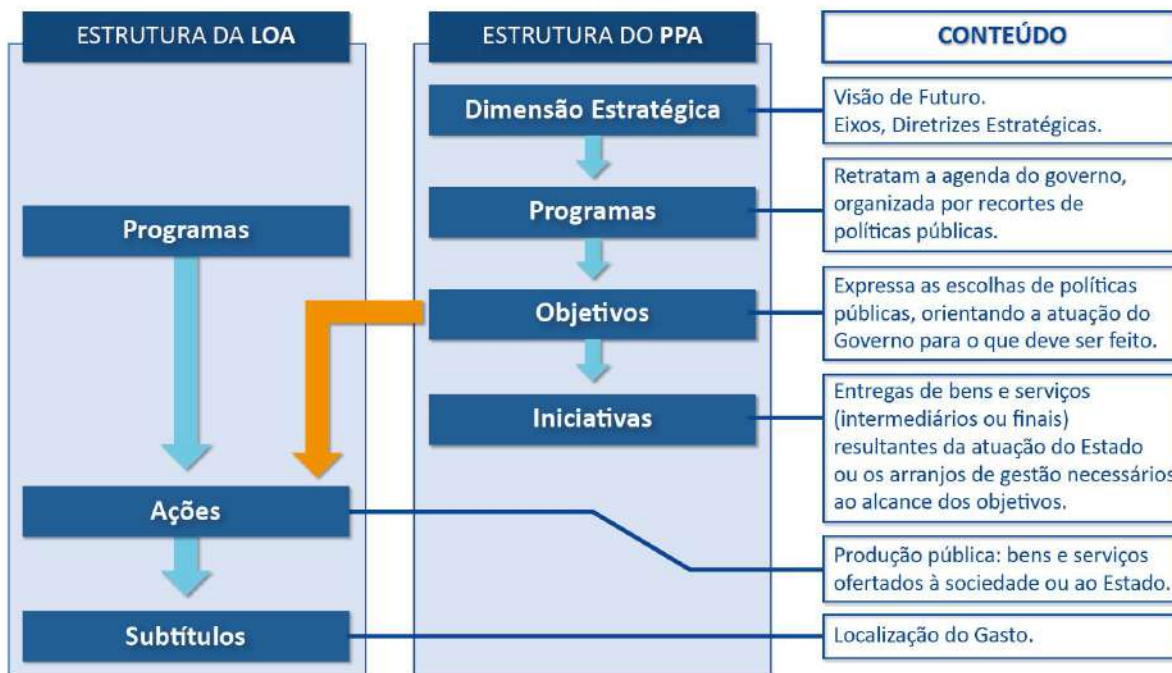 ESTRUTURA DA LOA
ESTRUTURA DO PPA
CONTEÚDO
Dimensão Estratégica
Visão de Futuro.
Eixos, Diretrizes Estratégicas.
Programas
Programas
Retratam a agenda do governo,
organizada por recortes de
políticas públicas.
Objetivos
Expressa as escolhas de políticas
públicas, orientando a atuação do
Governo para o que deve ser feito.
Iniciativas
Entregas de bens e serviços
(intermediários ou finais)
resultantes da atuação do Estado
ou os arranjos de gestão necessários
ao alcance dos objetivos.
Ações
Produção pública: bens e serviços
ofertados à sociedade ou ao Estado.
Subtítulos
Localização do Gasto.